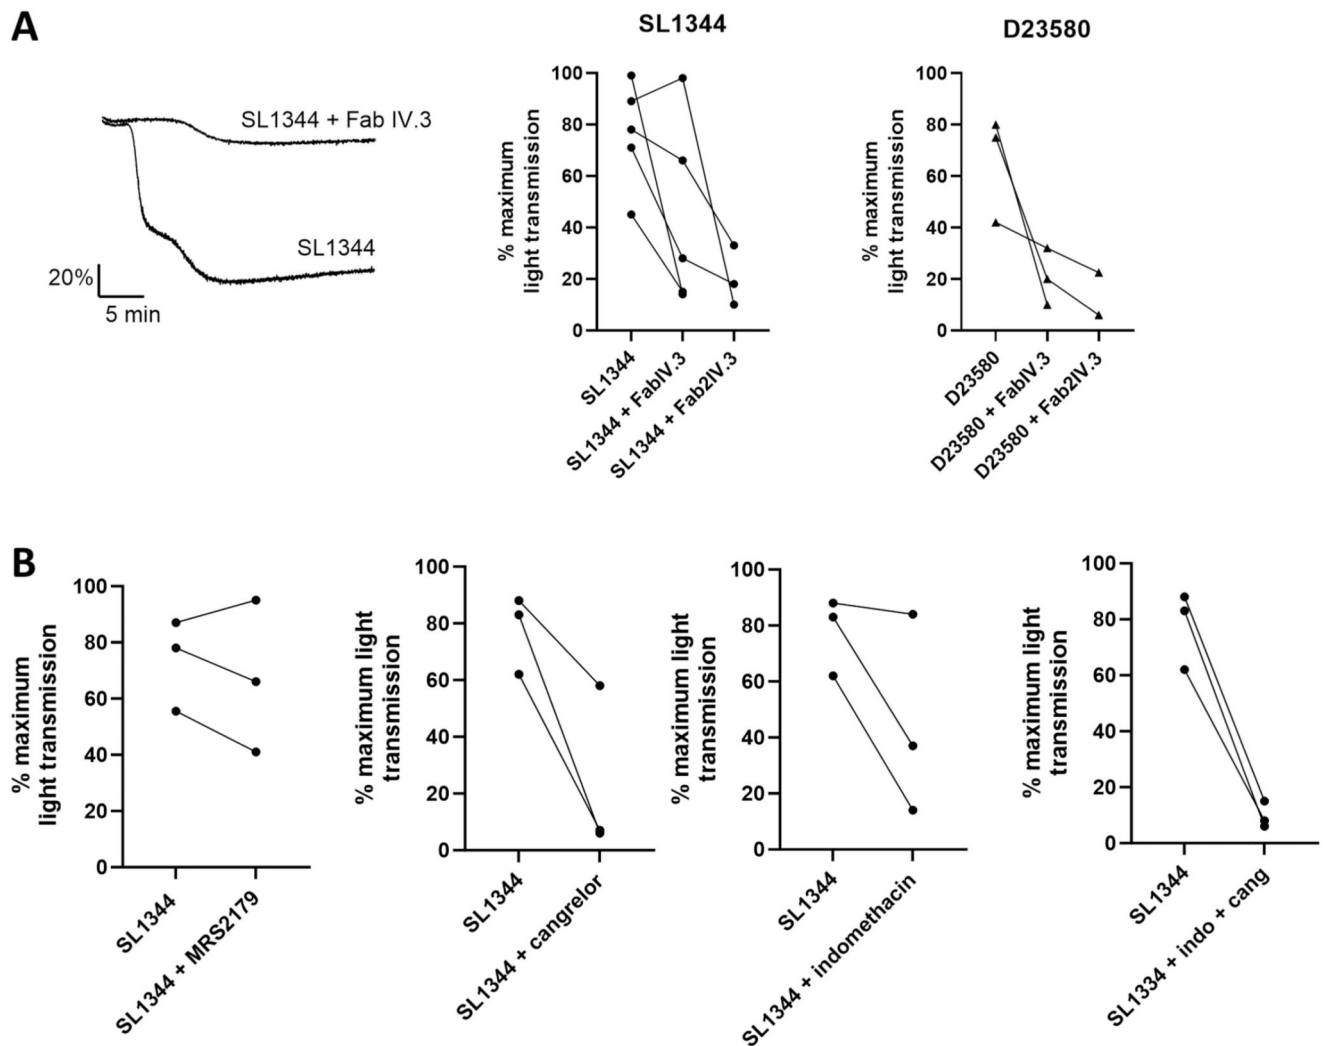 A
SL1344 + Fab IV.3
SL1344
20%
5 min
SL1344
% maximum
light transmission
100
80
60
40
20
0
SL1344
SL1344 + FabIV.3
SL1344 + Fab2IV.3
D23580
% maximum
light transmission
100
80
60
40
20
0
D23580
D23580 + FabIV.3
D23580 + Fab2IV.3
B
% maximum
light transmission
100
80
60
40
20
0
SL1344
SL1344 + MRS2179
% maximum light
transmission
100
80
60
40
20
0
SL1344
SL1344 + cangrelor
% maximum light
transmission
100
80
60
40
20
0
SL1344
SL1344 + indomethacin
% maximum light
transmission
100
80
60
40
20
0
SL1344
SL1334 + indo + cang